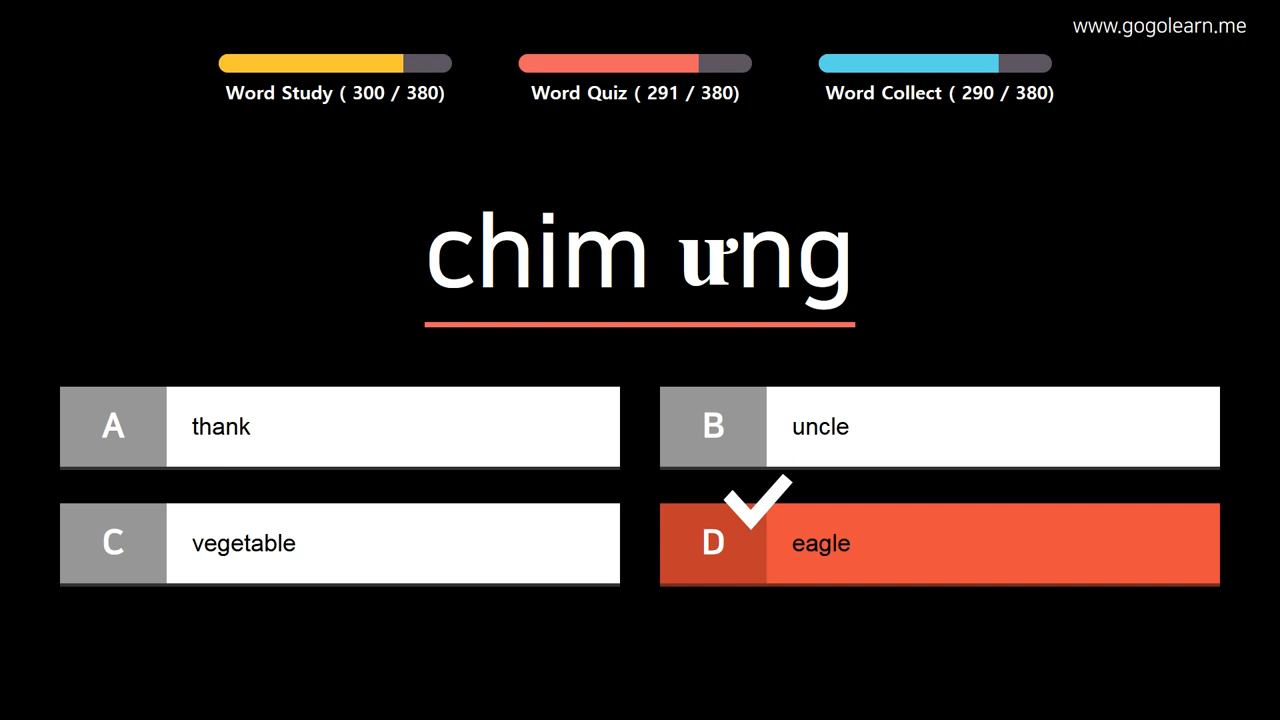 www.gogolearn.me
Word Study ( 300 / 380)
Word Quiz ( 291 / 380)
Word Collect ( 290 / 380)
chim ưng
A thank
B uncle
C vegetable
D eagle